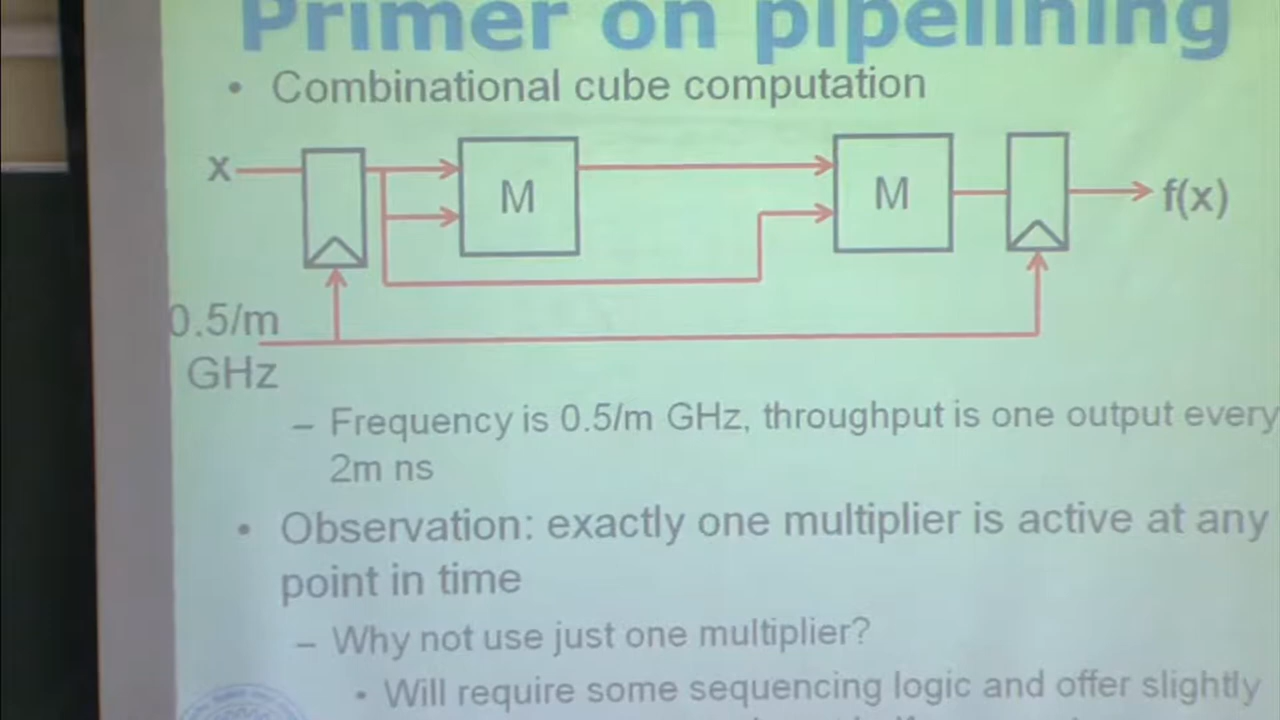 Primer on pipelining
• Combinational cube computation
x
M
M
f(x)
0.5/m
GHz
– Frequency is 0.5/m GHz, throughput is one output every
2m ns
• Observation: exactly one multiplier is active at any
point in time
– Why not use just one multiplier?
• Will require some sequencing logic and offer slightly